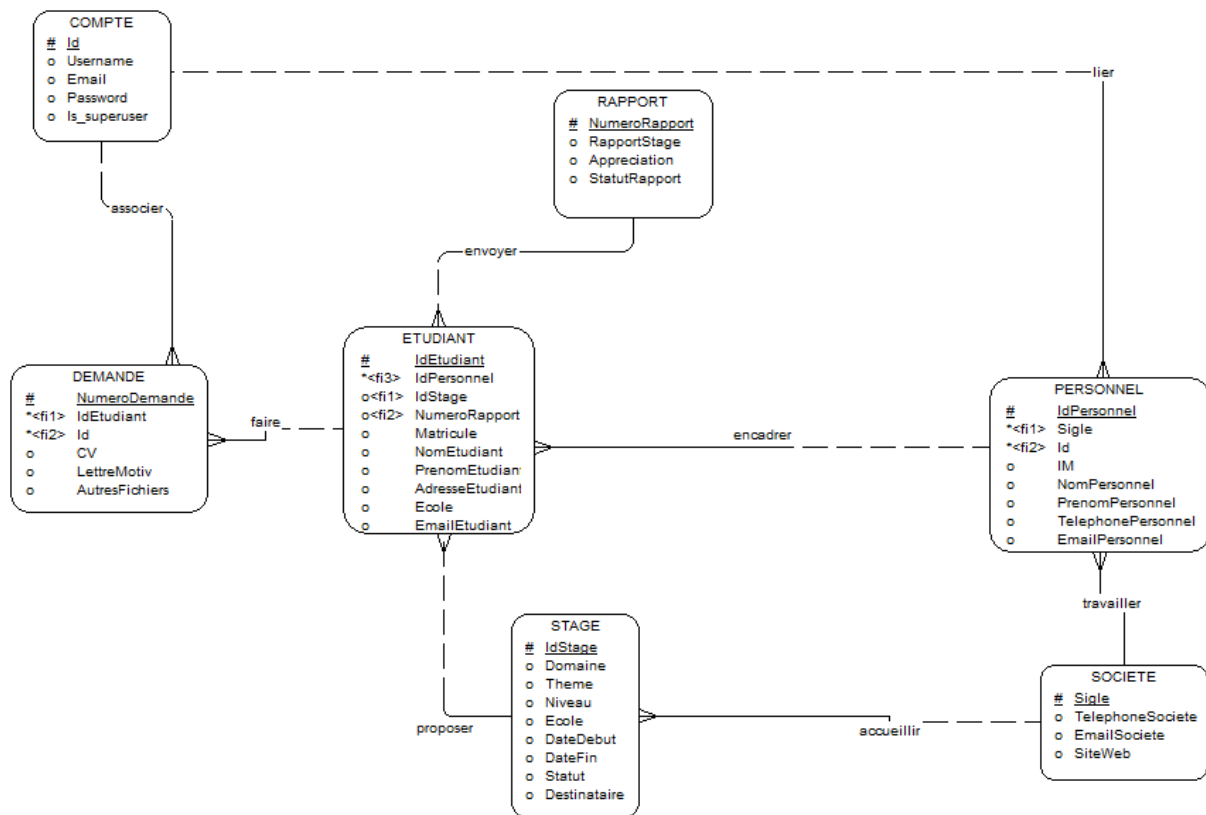 COMPTE
# Id
o Username
o Email
o Password
o Is_superuser
lier
RAPPORT
# NumeroRapport
o RapportStage
o Appreciation
o StatutRapport
associer
envoyer
ETUDIANT
# IdEtudiant
*<fi3> IdPersonnel
o<fi1> IdStage
o<fi2> NumeroRapport
o Matricule
o NomEtudiant
o PrenomEtudiant
o AdresseEtudiant
o Ecole
o EmailEtudiant
DEMANDE
# NumeroDemande
*<fi1> IdEtudiant
*<fi2> Id
o CV
o LettreMotiv
o AutresFichiers
faire
encadrer
PERSONNEL
# IdPersonnel
*<fi1> Sigle
*<fi2> Id
o IM
o NomPersonnel
o PrenomPersonnel
o TelephonePersonnel
o EmailPersonnel
travailler
STAGE
# IdStage
o Domaine
o Theme
o Niveau
o Ecole
o DateDebut
o DateFin
o Statut
o Destinataire
proposer
accueillir
SOCIETE
# Sigle
o TelephoneSociete
o EmailSociete
o SiteWeb